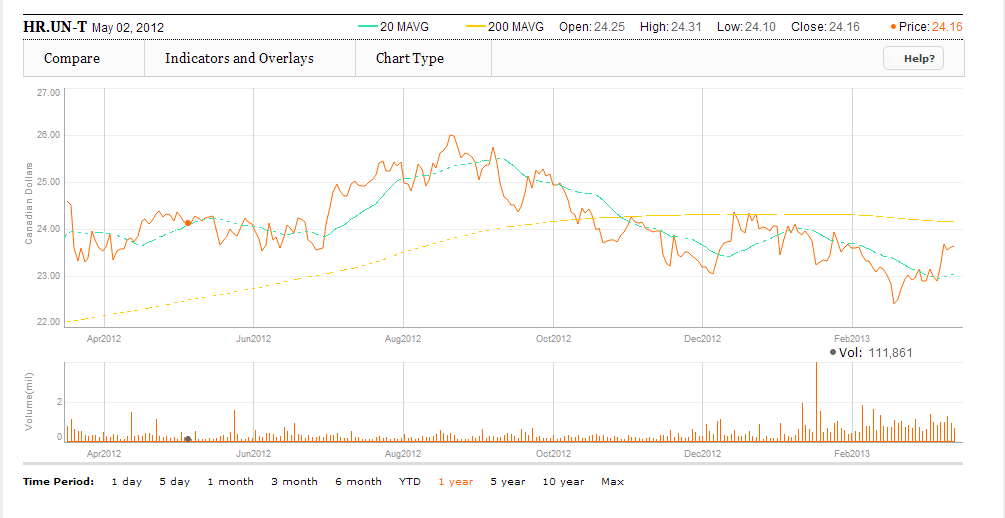 HR.UN-T May 02, 2012 20 MAVG 200 MAVG Open: 24.25 High: 24.31 Low: 24.10 Close: 24.16 Price: 24.16
Compare Indicators and Overlays Chart Type Help?
27.00
26.00
25.00
24.00
23.00
22.00
Canadian Dollars
Apr2012 Jun2012 Aug2012 Oct2012 Dec2012 Feb2013
Vol: 111,861
2
0
Volume(mil)
Apr2012 Jun2012 Aug2012 Oct2012 Dec2012 Feb2013
Time Period: 1 day 5 day 1 month 3 month 6 month YTD 1 year 5 year 10 year Max